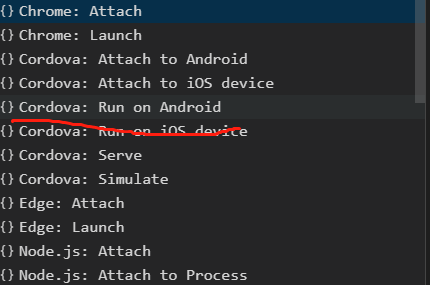 {} Chrome: Attach
{} Chrome: Launch
{} Cordova: Attach to Android
{} Cordova: Attach to iOS device
{} Cordova: Run on Android
{} Cordova: Run on iOS device
{} Cordova: Serve
{} Cordova: Simulate
{} Edge: Attach
{} Edge: Launch
{} Node.js: Attach
{} Node.js: Attach to Process